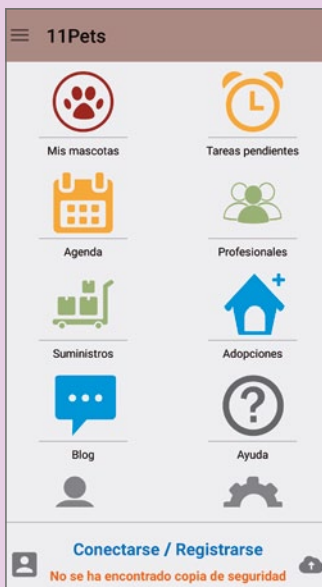 11Pets
Mis mascotas
Tareas pendientes
Agenda
Profesionales
Suministros
Adopciones
Blog
Ayuda
Conectarse / Registrarse
No se ha encontrado copia de seguridad